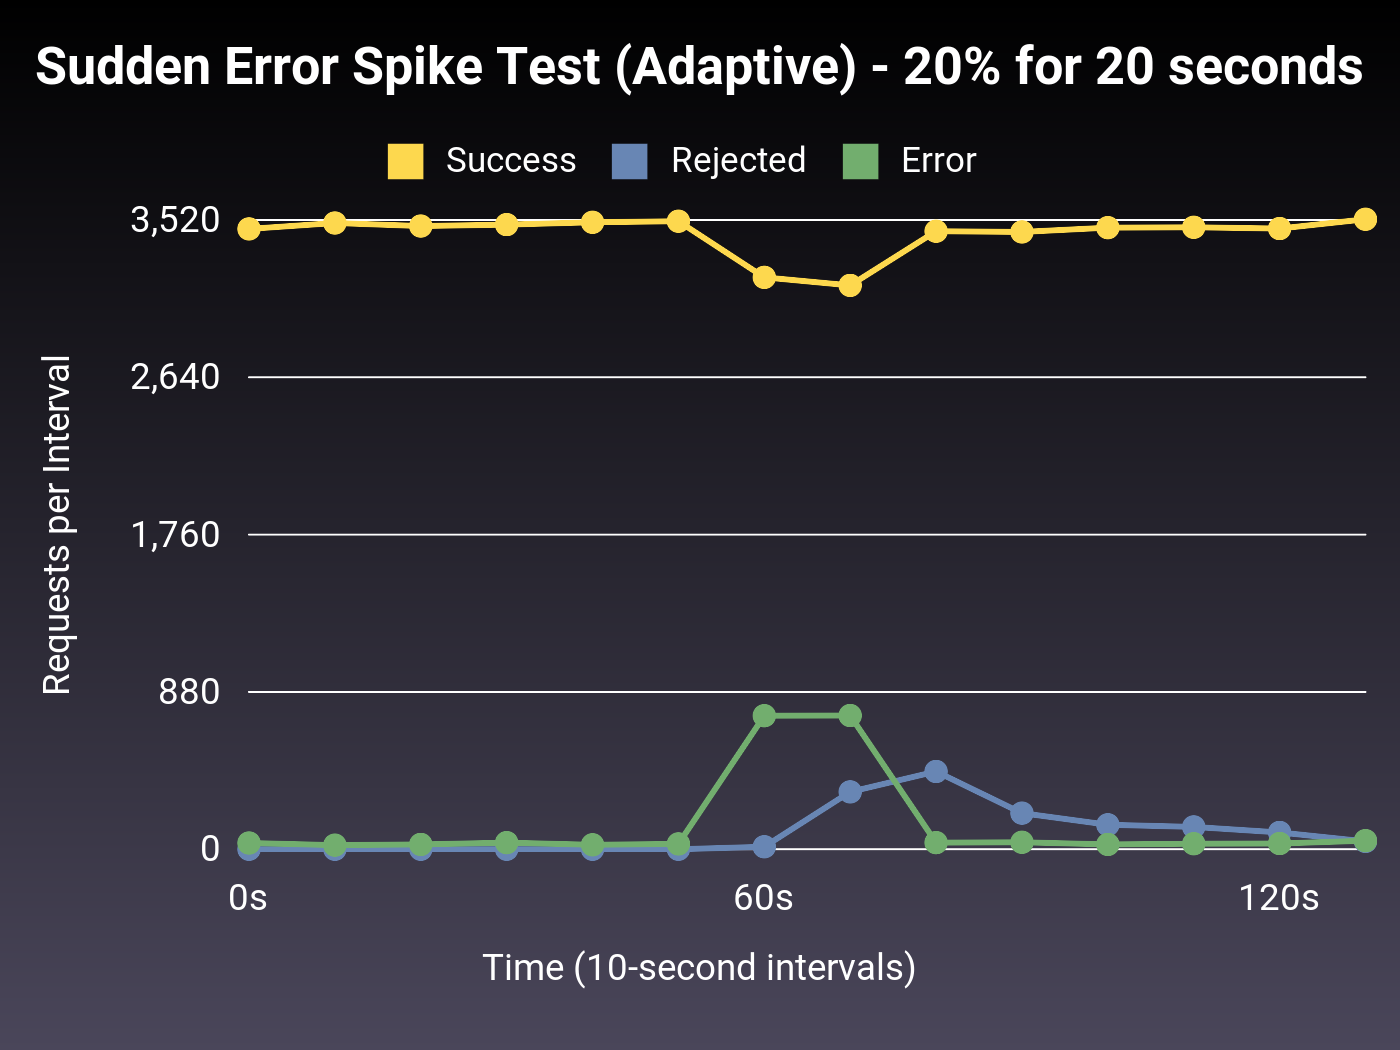 Sudden Error Spike Test (Adaptive) - 20% for 20 seconds
Success Rejected Error
3,520
2,640
1,760
880
0
Requests per Interval
0s 60s 120s
Time (10-second intervals)